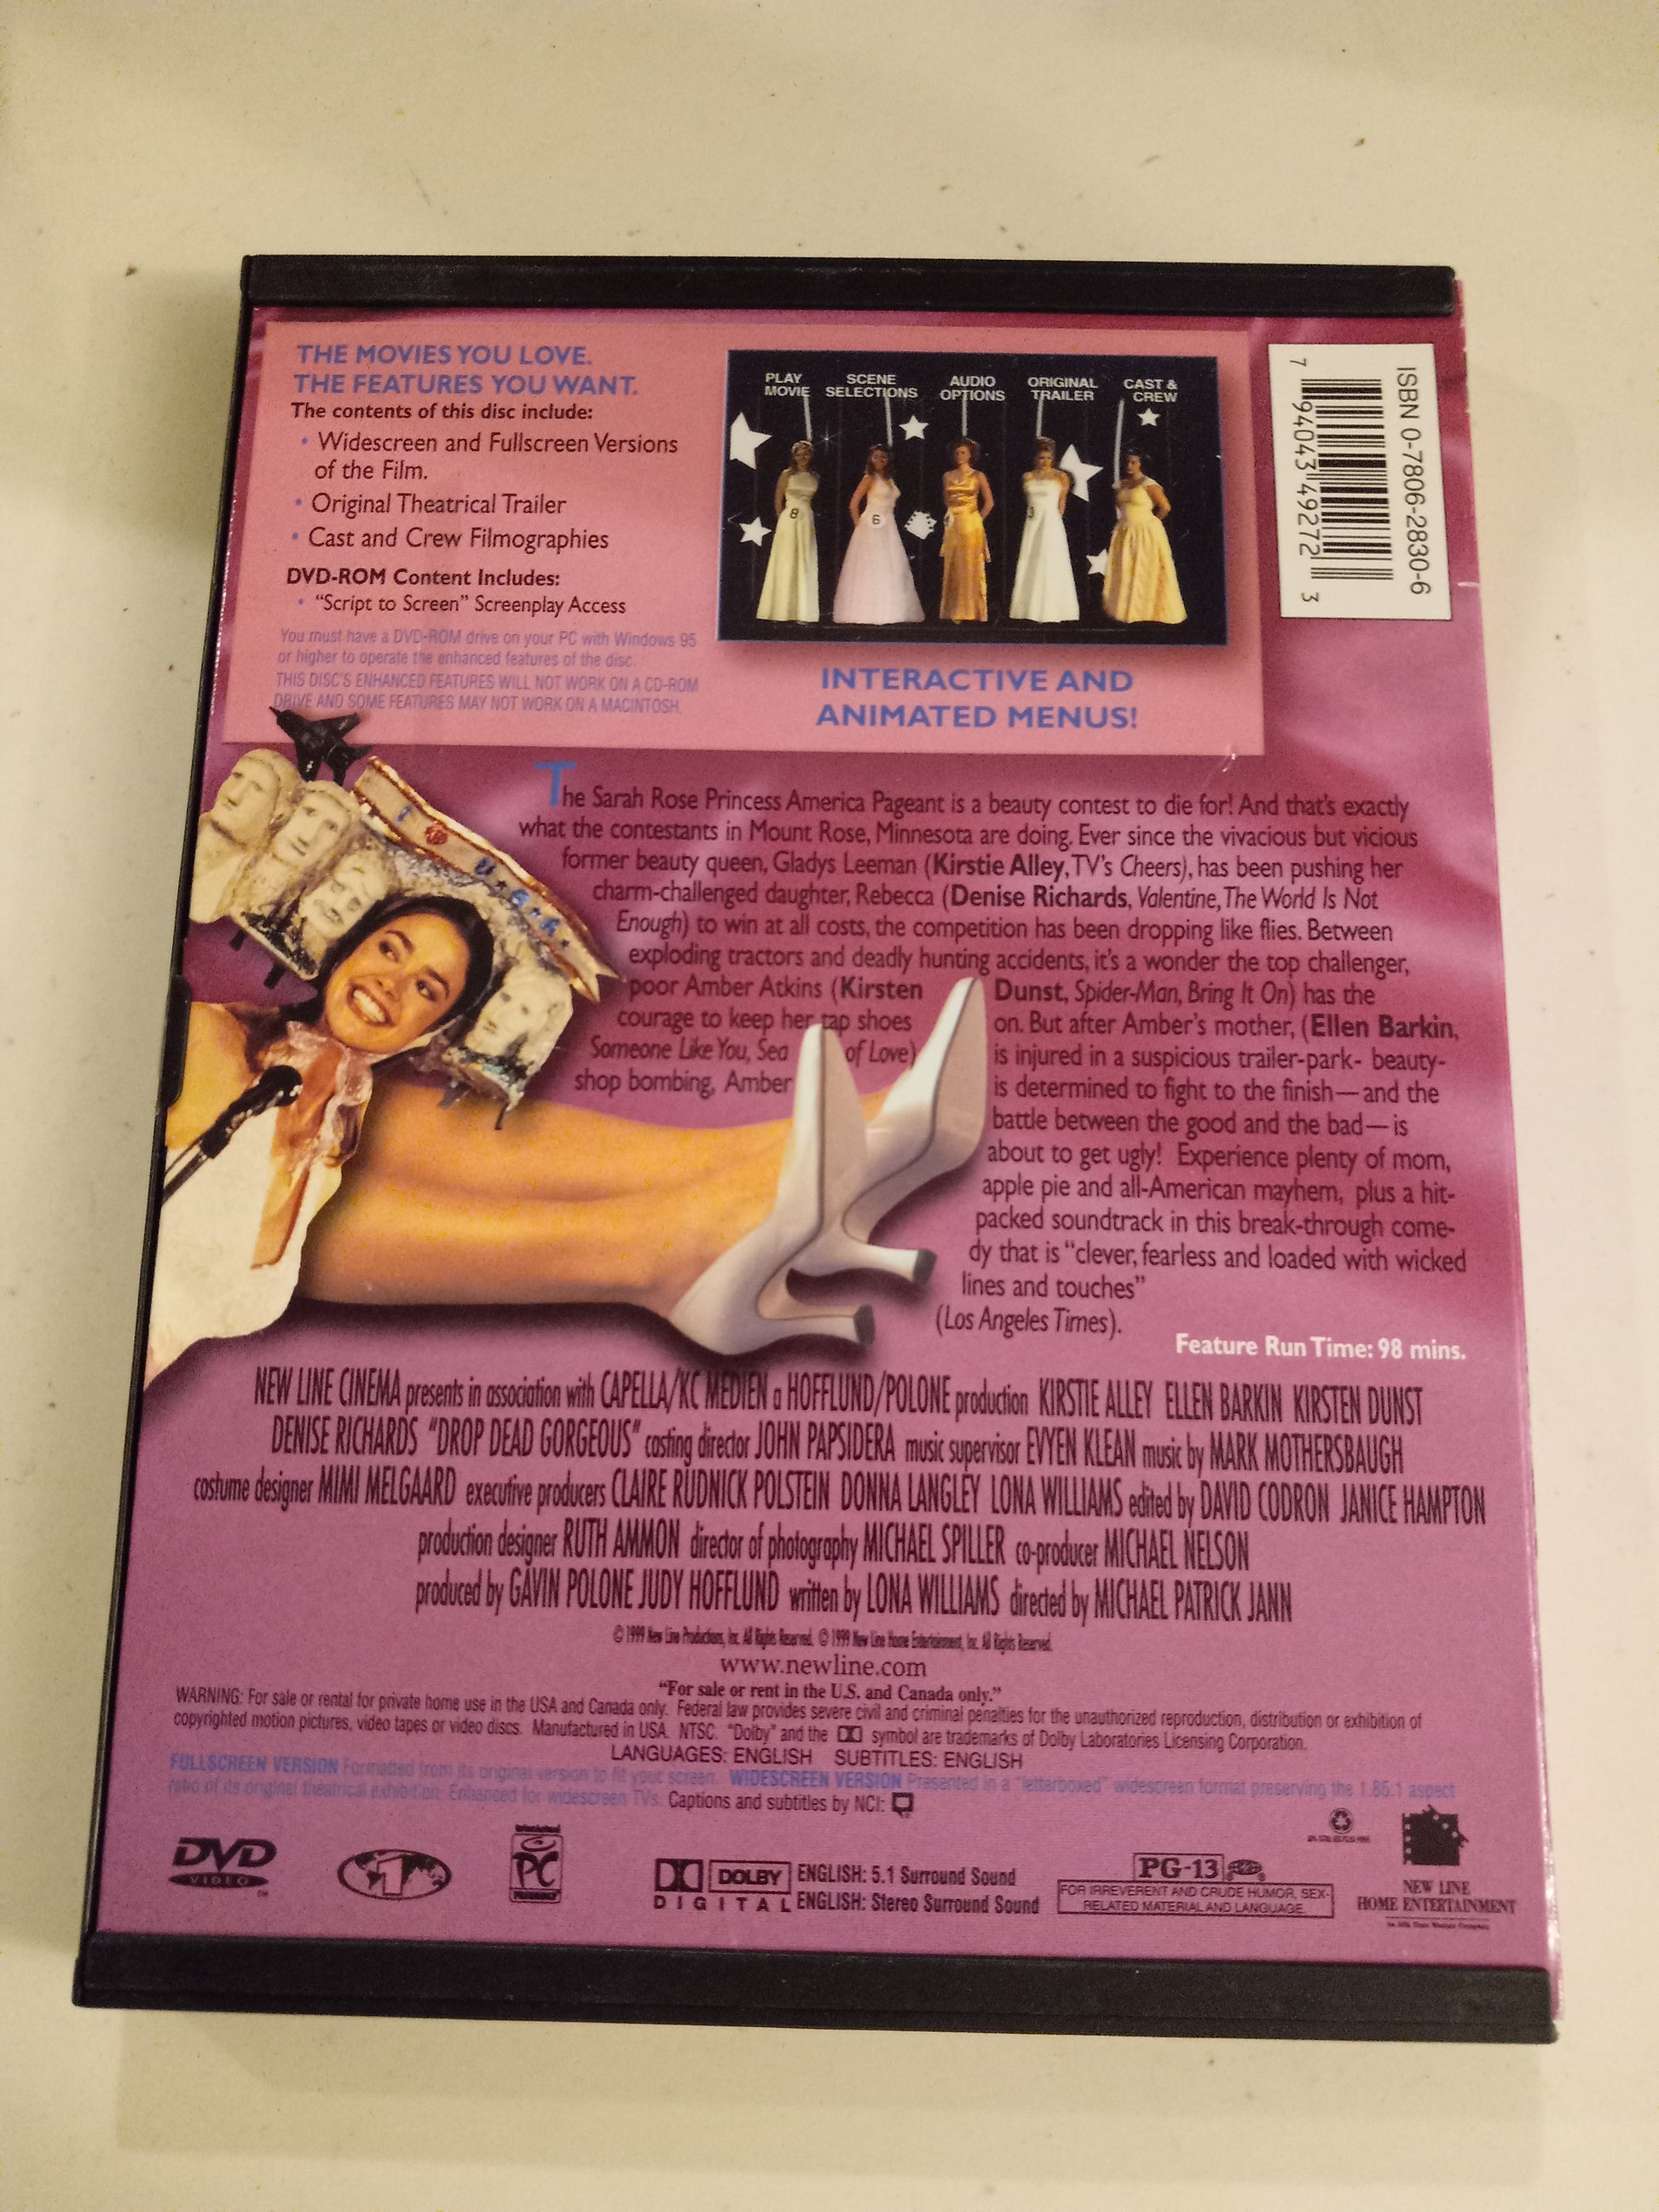 THE MOVIES YOU LOVE.
THE FEATURES YOU WANT.
The contents of this disc include:
• Widescreen and Fullscreen Versions
of the Film.
• Original Theatrical Trailer
• Cast and Crew Filmographies
DVD-ROM Content Includes:
• “Script to Screen” Screenplay Access
You must have a DVD-ROM drive on your PC with Windows 95
or higher to operate the enhanced features of the disc.
THIS DISC'S ENHANCED FEATURES WILL NOT WORK ON A CD-ROM
DRIVE AND SOME FEATURES MAY NOT WORK ON A MACINTOSH.
PLAY MOVIE
SCENE SELECTIONS
AUDIO OPTIONS
ORIGINAL TRAILER
CAST & CREW
8
6
3
INTERACTIVE AND
ANIMATED MENUS!
ISBN 0-7806-2830-6
7 94043 49272 3
The Sarah Rose Princess America Pageant is a beauty contest to die for! And that's exactly
what the contestants in Mount Rose, Minnesota are doing. Ever since the vivacious but vicious
former beauty queen, Gladys Leeman (Kirstie Alley, TV's Cheers), has been pushing her
charm-challenged daughter, Rebecca (Denise Richards, Valentine, The World Is Not
Enough) to win at all costs, the competition has been dropping like flies. Between
exploding tractors and deadly hunting accidents, it's a wonder the top challenger,
poor Amber Atkins (Kirsten Dunst, Spider-Man, Bring It On) has the
courage to keep her tap shoes on. But after Amber's mother, (Ellen Barkin,
Someone Like You, Sea of Love) is injured in a suspicious trailer-park- beauty-
shop bombing, Amber is determined to fight to the finish—and the
battle between the good and the bad—is
about to get ugly! Experience plenty of mom,
apple pie and all-American mayhem, plus a hit-
packed soundtrack in this break-through come-
dy that is “clever, fearless and loaded with wicked
lines and touches”
(Los Angeles Times).
Feature Run Time: 98 mins.
NEW LINE CINEMA presents in association with CAPELLA/KC MEDIEN a HOFFLUND/POLONE production KIRSTIE ALLEY ELLEN BARKIN KIRSTEN DUNST
DENISE RICHARDS “DROP DEAD GORGEOUS” casting director JOHN PAPSIDERA music supervisor EVYEN KLEAN music by MARK MOTHERSBAUGH
costume designer MIMI MELGAARD executive producers CLAIRE RUDNICK POLSTEIN DONNA LANGLEY LONA WILLIAMS edited by DAVID CODRON JANICE HAMPTON
production designer RUTH AMMON director of photography MICHAEL SPILLER co-producer MICHAEL NELSON
produced by GAVIN POLONE JUDY HOFFLUND written by LONA WILLIAMS directed by MICHAEL PATRICK JANN
© 1999 New Line Productions, Inc. All Rights Reserved. © 1999 New Line Home Entertainment, Inc. All Rights Reserved.
www.newline.com
“For sale or rent in the U.S. and Canada only.”
WARNING: For sale or rental for private home use in the USA and Canada only. Federal law provides severe civil and criminal penalties for the unauthorized reproduction, distribution or exhibition of
copyrighted motion pictures, video tapes or video discs. Manufactured in USA. NTSC. “Dolby” and the symbol are trademarks of Dolby Laboratories Licensing Corporation.
LANGUAGES: ENGLISH SUBTITLES: ENGLISH
FULLSCREEN VERSION Formatted from its original version to fit your screen. WIDESCREEN VERSION Presented in a “letterboxed” widescreen format preserving the 1.85:1 aspect
ratio of its original theatrical exhibition. Enhanced for widescreen TVs. Captions and subtitles by NCI:
DVD
VIDEO
TM
1
PC
DOLBY
DIGITAL
ENGLISH: 5.1 Surround Sound
ENGLISH: Stereo Surround Sound
PG-13
FOR IRREVERENT AND CRUDE HUMOR, SEX-
RELATED MATERIAL AND LANGUAGE.
NEW LINE
HOME ENTERTAINMENT